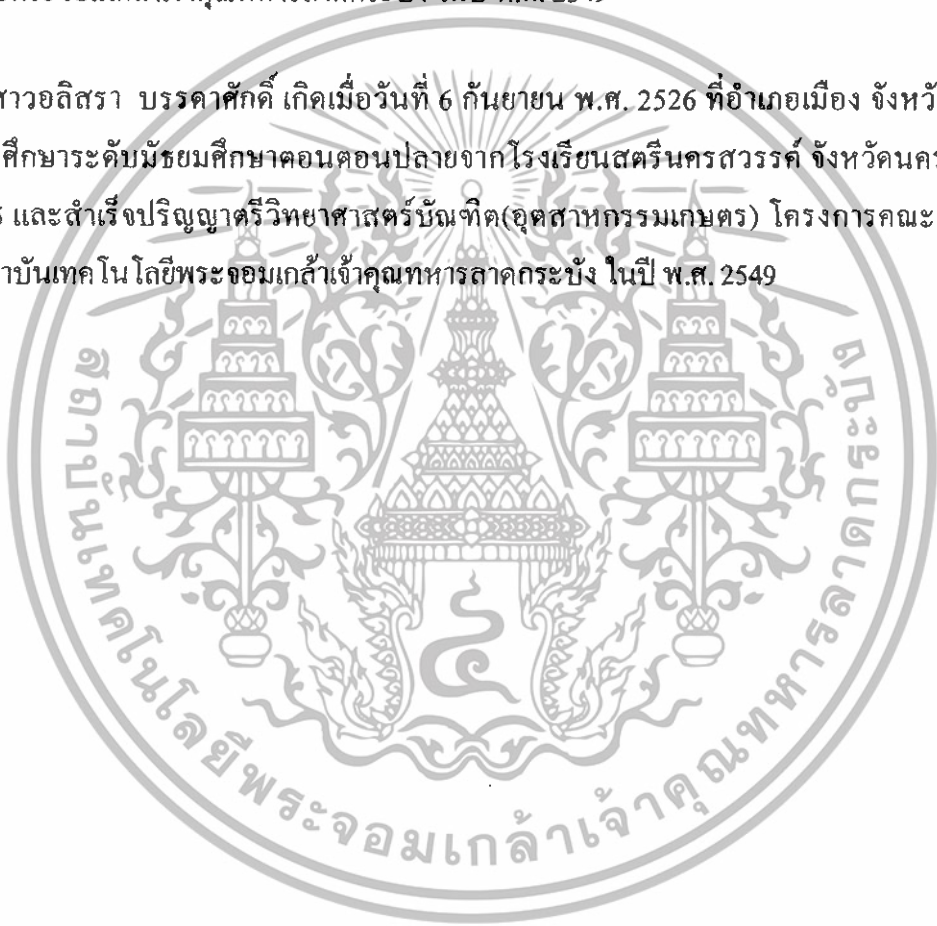 สาวอลิสรา บรรดาศักดิ์ เกิดเมื่อวันที่ 6 กันยายน พ.ศ. 2526 ที่อำเภอเมือง จังหวั
ศึกษาระดับมัธยมศึกษาตอนตอนปลายจากโรงเรียนสตรีนครสวรรค์ จังหวัดนคร
และสำเร็จปริญญาตรีวิทยาศาสตร์บัณฑิต(อุตสาหกรรมเกษตร) โครงการคณะ
าบันเทคโนโลยีพระจอมเกล้าเจ้าคุณทหารลาดกระบัง ในปี พ.ศ. 2549
สถาบันเทคโนโลยีพระจอมเกล้าเจ้าคุณทหารลาดกระบัง